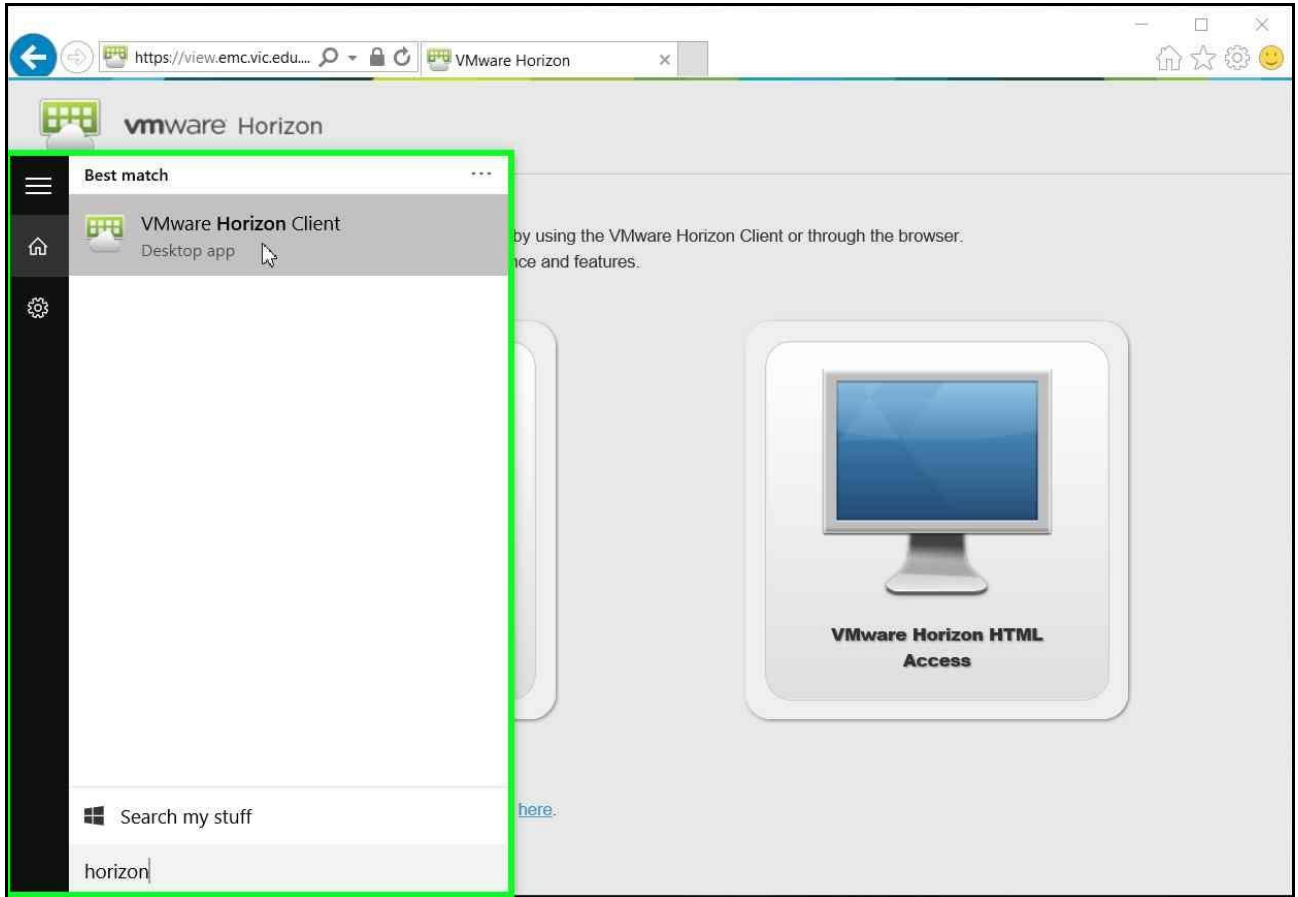 https://view.emc.vic.edu....
VMware Horizon
vmware Horizon
Best match
VMware Horizon Client
Desktop app
by using the VMware Horizon Client or through the browser.
and features.
VMware Horizon HTML
Access
here.
Search my stuff
horizon